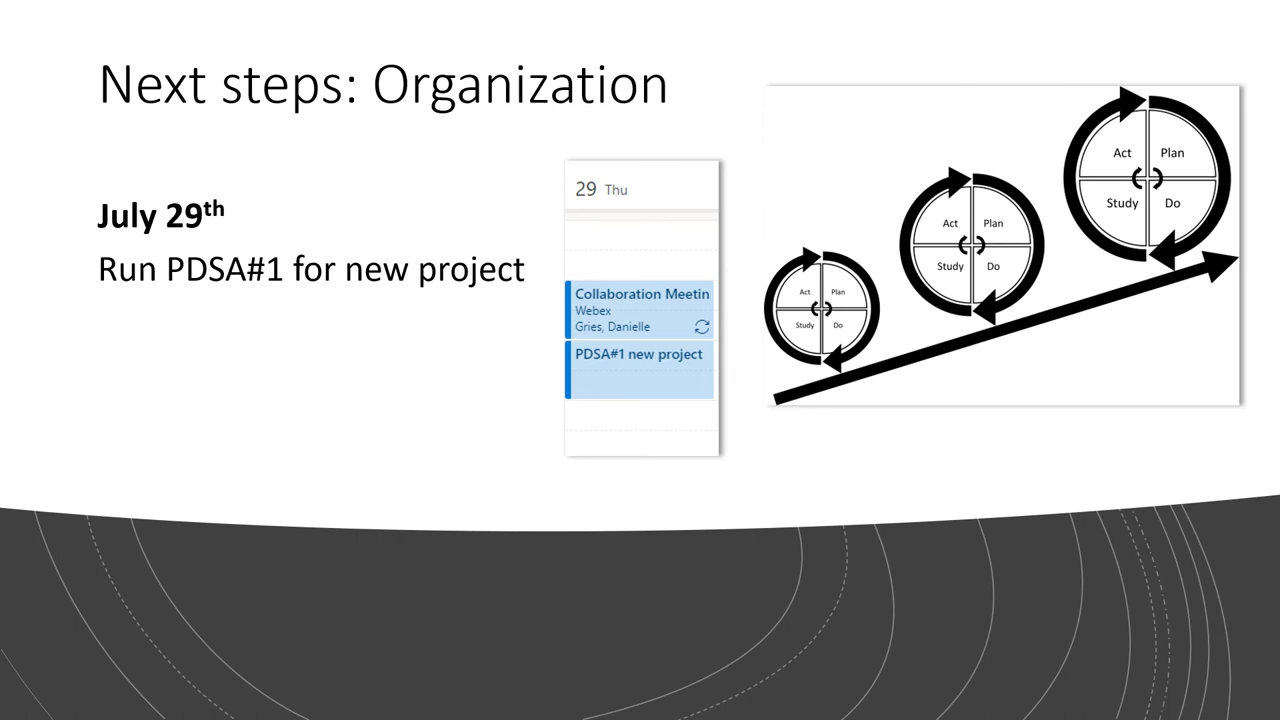 Next steps: Organization
July 29th
Run PDSA#1 for new project
29 Thu
Collaboration Meetin
Webex
Gries, Danielle
PDSA#1 new project
Act Plan
Study Do
Act Plan
Study Do
Act Plan
Study Do